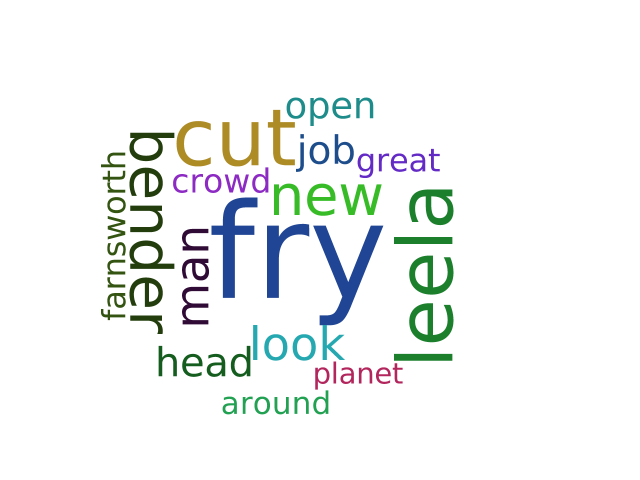 open
cut
job
great
crowd
new
bender
farnsworth
man
fry
leela
look
head
planet
around